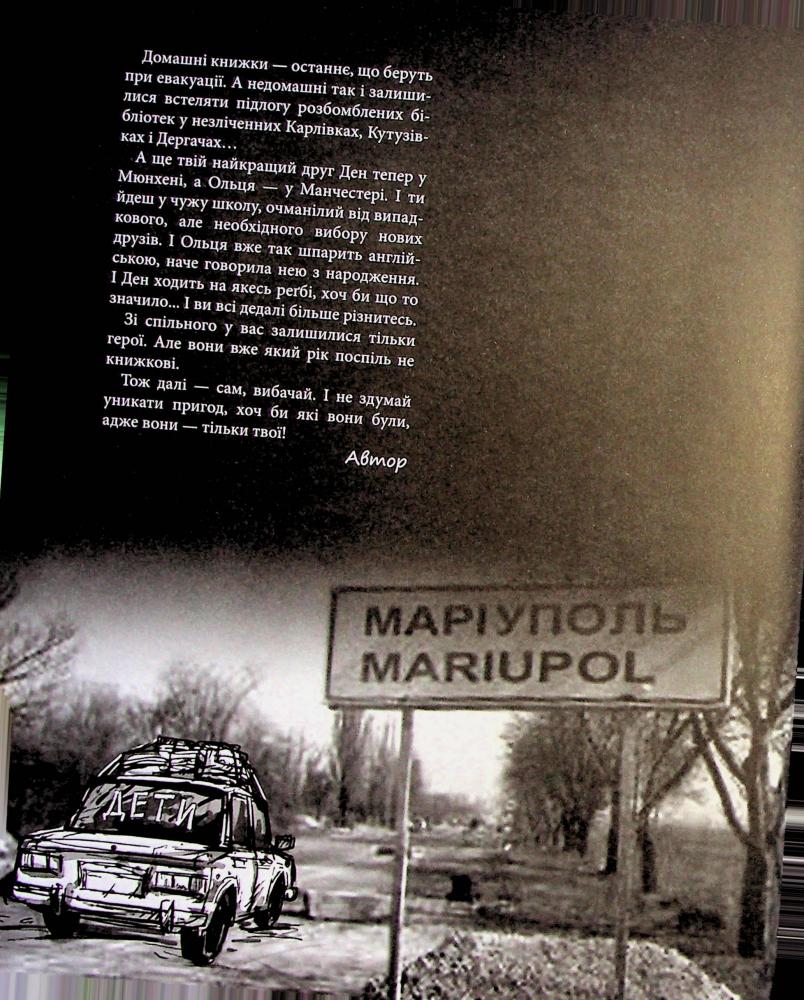 Домашні книжки — останнє, що беруть
при евакуації. А недомашні так і залиши-
лися встеляти підлогу розбомблених бі-
бліотек у незліченних Карлівках, Кутузів-
ках і Дергачах…
А ще твій найкращий друг Ден тепер у
Мюнхені, а Ольця — у Манчестері. І ти
йдеш у чужу школу, очманілий від випад-
кового, але необхідного вибору нових
друзів. І Ольця вже так шпарить англій-
ською, наче говорила нею з народження.
І Ден ходить на якесь реґбі, хоч би що то
значило... І ви всі дедалі більше різнитесь.
Зі спільного у вас залишилися тільки
герої. Але вони вже який рік поспіль не
книжкові.
Тож далі — сам, вибачай. І не здумай
уникати пригод, хоч би які вони були,
адже вони — тільки твої!
Автор
МАРІУПОЛЬ
MARIUPOL
ДЕТИ